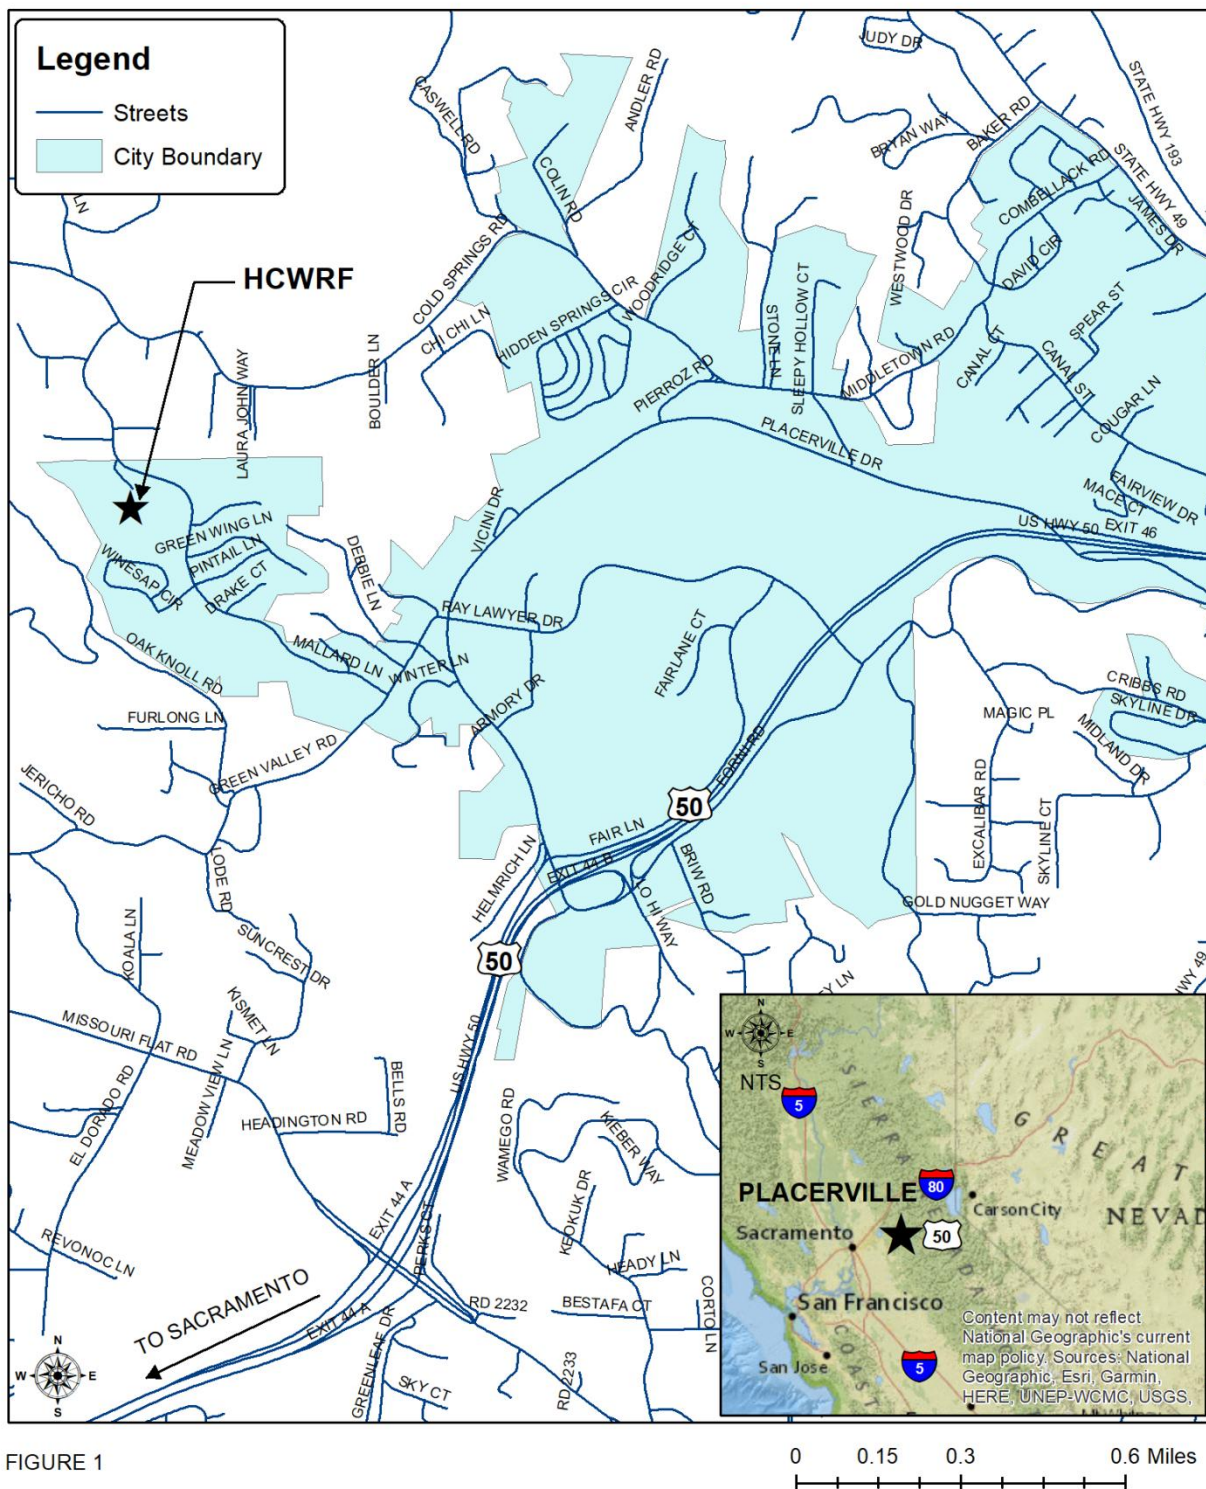 Legend
Streets
City Boundary
LN
HCWRF
JUDY DR
STATE HWY 193
CASWELL RD
ANDLER RD
BRYAN WAY
BAKER RD
COLIN RD
COMBELLACK RD
STATE HWY 49
JAMES DR
WESTWOOD DR
DAVID CIR
COLD SPRINGS RD
WOODRIDGE CT
HIDDEN SPRINGS CIR
CHI CHI LN
STONE LN
SLEEPY HOLLOW CT
SPEAR ST
MIDDLETOWN RD
CANAL CT
CANAL ST
BOULDER LN
LAURA JOHN WAY
PIERROZ RD
COUGAR LN
PLACERVILLE DR
FAIRVIEW DR
MACE CT
US HWY 50
EXIT 46
VICINI DR
GREEN WING LN
PINTAIL LN
WINESAP CIR
DRAKE CT
DEBBIE LN
RAY LAWYER DR
MALLARD LN
WINTER LN
FAIRLANE CT
OAK KNOLL RD
ARMORY DR
CRIBBS RD
SKYLINE DR
FURLONG LN
MAGIC PL
MIDLAND DR
GREEN VALLEY RD
FORNI RD
JERICHO RD
50
EXCALIBAR RD
SKYLINE CT
FAIR LN
EXIT 44 B
HELMRICH LN
LODE RD
BRIW RD
LO HI WAY
GOLD NUGGET WAY
KOALA LN
SUNCREST DR
50
EY LN
HWY 49
KISMET LN
MISSOURI FLAT RD
US HWY 50
MEADOW VIEW LN
BELLS RD
EL DORADO RD
HEADINGTON RD
WAMEGO RD
KIEBER WAY
EXIT 44 A
PERKS CT
KEOKUK DR
REVONOC LN
HEADY LN
TO SACRAMENTO
RD 2232
BESTAFA CT
CORTO LN
EXIT 44 A
GREENLEAF DR
SKY CT
RD 2233
N
W E
S
N
W E
S
NTS
5
SIERRA NEVADA
GREAT
80
PLACERVILLE
Carson City
NEVAD
50
Sacramento
San Francisco
COAST
San Jose
5
Content may not reflect
National Geographic's current
map policy. Sources: National
Geographic, Esri, Garmin,
HERE, UNEP-WCMC, USGS,
FIGURE 1
0 0.15 0.3 0.6 Miles